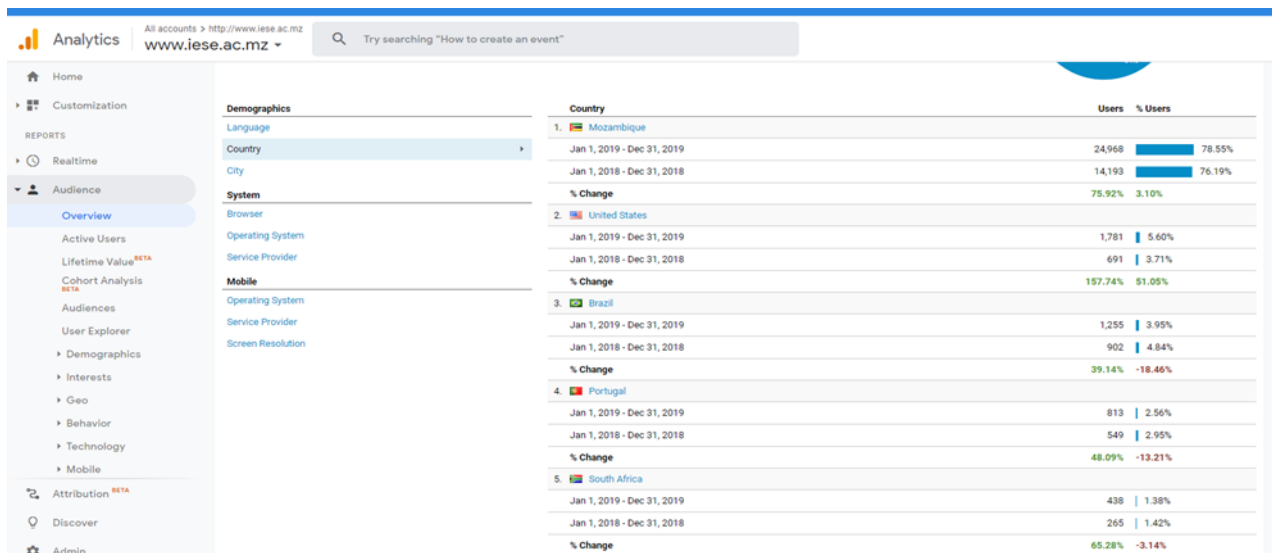 All accounts > http://www.iese.ac.mz
Analytics
www.iese.ac.mz
Try searching "How to create an event"
Home
Customization
REPORTS
Realtime
Audience
Overview
Active Users
Lifetime Value BETA
Cohort Analysis
BETA
Audiences
User Explorer
Demographics
Interests
Geo
Behavior
Technology
Mobile
Attribution BETA
Discover
Admin
Demographics
Language
Country
City
System
Browser
Operating System
Service Provider
Mobile
Operating System
Service Provider
Screen Resolution
Country Users % Users
1. Mozambique
Jan 1, 2019 - Dec 31, 2019 24,968 78.55%
Jan 1, 2018 - Dec 31, 2018 14,193 76.19%
% Change 75.92% 3.10%
2. United States
Jan 1, 2019 - Dec 31, 2019 1,781 5.60%
Jan 1, 2018 - Dec 31, 2018 691 3.71%
% Change 157.74% 51.05%
3. Brazil
Jan 1, 2019 - Dec 31, 2019 1,255 3.95%
Jan 1, 2018 - Dec 31, 2018 902 4.84%
% Change 39.14% -18.46%
4. Portugal
Jan 1, 2019 - Dec 31, 2019 813 2.56%
Jan 1, 2018 - Dec 31, 2018 549 2.95%
% Change 48.09% -13.21%
5. South Africa
Jan 1, 2019 - Dec 31, 2019 438 1.38%
Jan 1, 2018 - Dec 31, 2018 265 1.42%
% Change 65.28% -3.14%